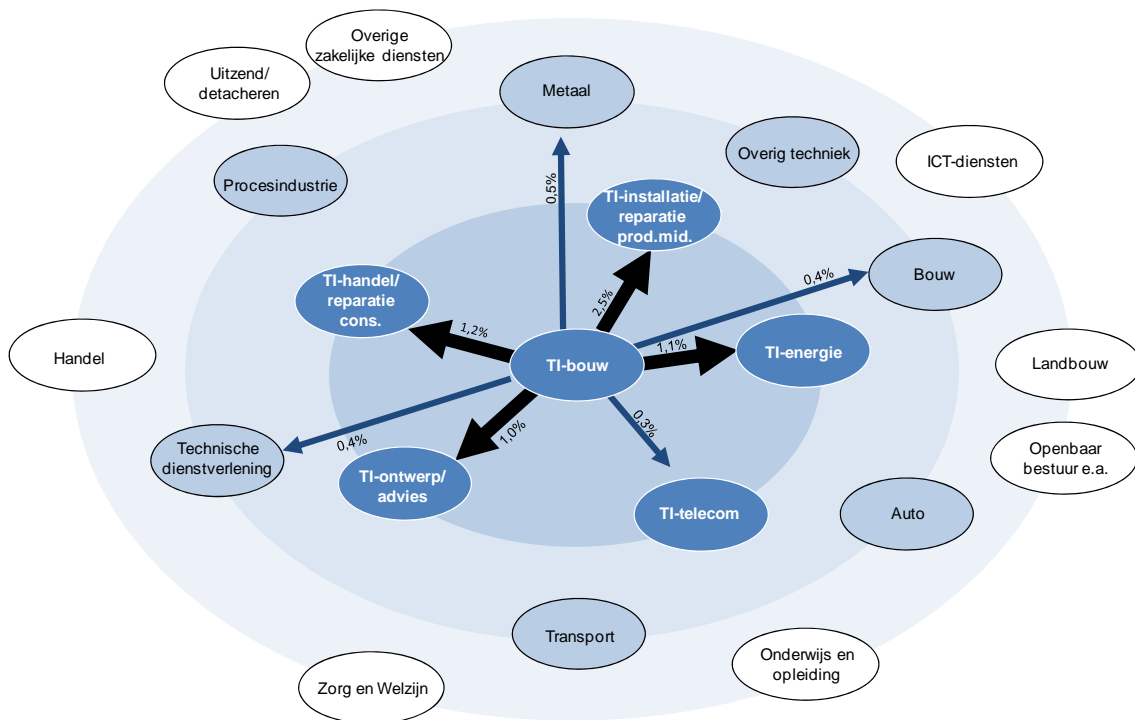 Overige
zakelijke diensten
Uitzend/
detacheren
Metaal
Overig techniek
ICT-diensten
Procesindustrie
0,5%
TI-installatie/
reparatie
prod.mid.
Bouw
0,4%
TI-handel/
reparatie
cons.
2,5%
1,2%
1,1%
Handel
TI-bouw
TI-energie
Landbouw
0,3%
1,0%
0,4%
Technische
dienstverlening
TI-ontwerp/
advies
Openbaar
bestuur e.a.
TI-telecom
Auto
Transport
Onderwijs en
opleiding
Zorg en Welzijn